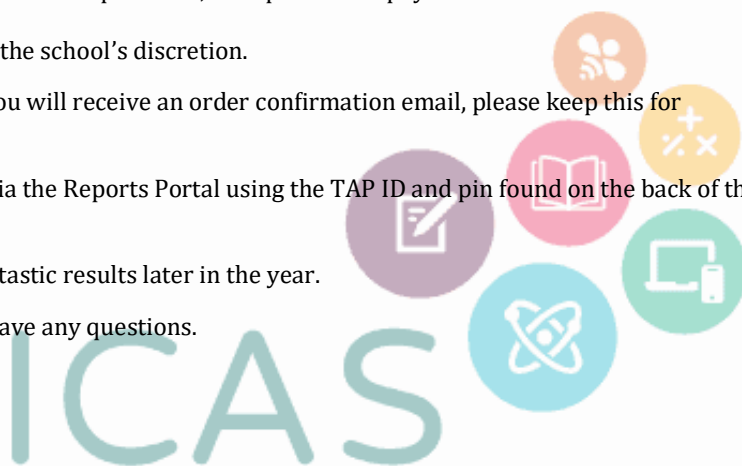 the school’s discretion.
ou will receive an order confirmation email, please keep this for
ia the Reports Portal using the TAP ID and pin found on the back of th
tastic results later in the year.
ave any questions.
ICAS